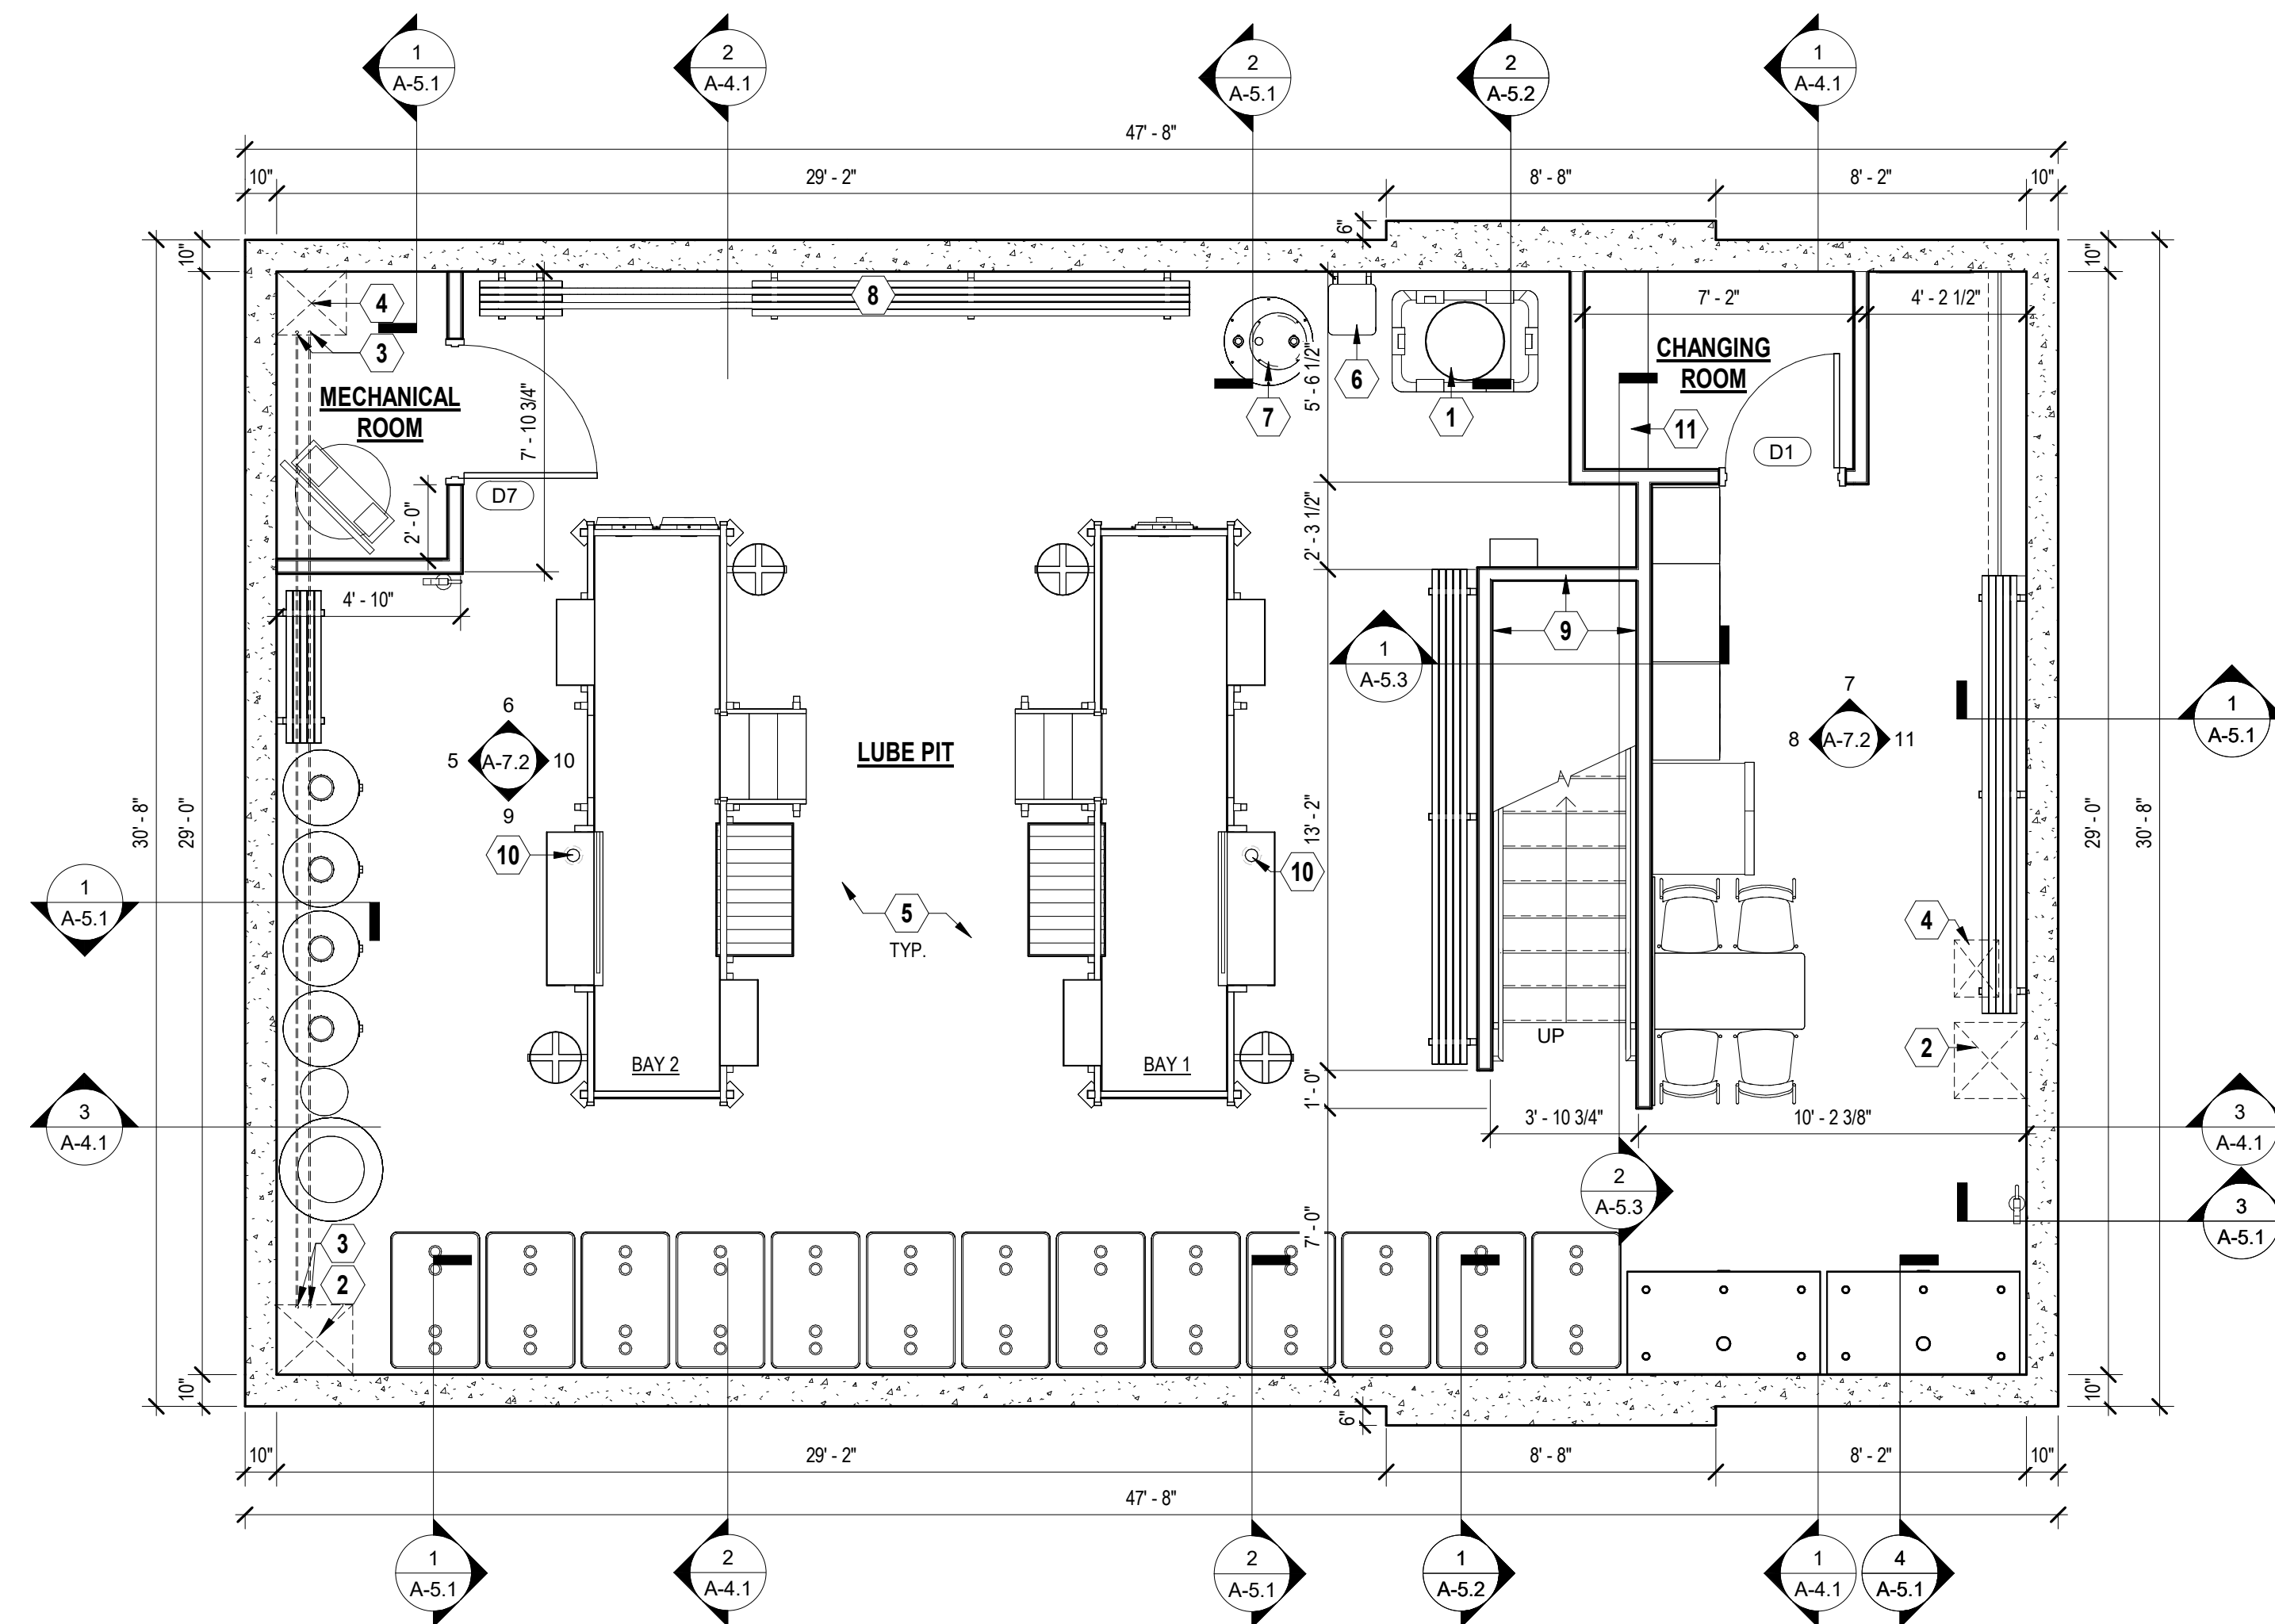 1
A-5.1
2
A-4.1
2
A-5.1
2
A-5.2
1
A-4.1
47' - 8"
10"
29' - 2"
8' - 8"
8' - 2"
10"
6"
10"
10"
4
3
8
7' - 2"
4' - 2 1/2"
MECHANICAL
ROOM
CHANGING
ROOM
6
7
1
11
D1
5' - 6 1/2"
7' - 10 3/4"
D7
2' - 0"
2' - 3 1/2"
4' - 10"
9
1
A-5.3
6
5
A-7.2
10
9
LUBE PIT
7
8
A-7.2
11
1
A-5.1
30' - 8"
29' - 0"
13' - 2"
29' - 0"
30' - 8"
10
10
1
A-5.1
5
TYP.
4
UP
2
BAY 2
BAY 1
1' - 0"
3' - 10 3/4"
10' - 2 3/8"
3
A-4.1
3
A-4.1
2
A-5.3
3
A-5.1
7' - 0"
3
2
10"
10"
6"
10"
29' - 2"
8' - 8"
8' - 2"
10"
47' - 8"
1
A-5.1
2
A-4.1
2
A-5.1
1
A-5.2
1
A-4.1
4
A-5.1